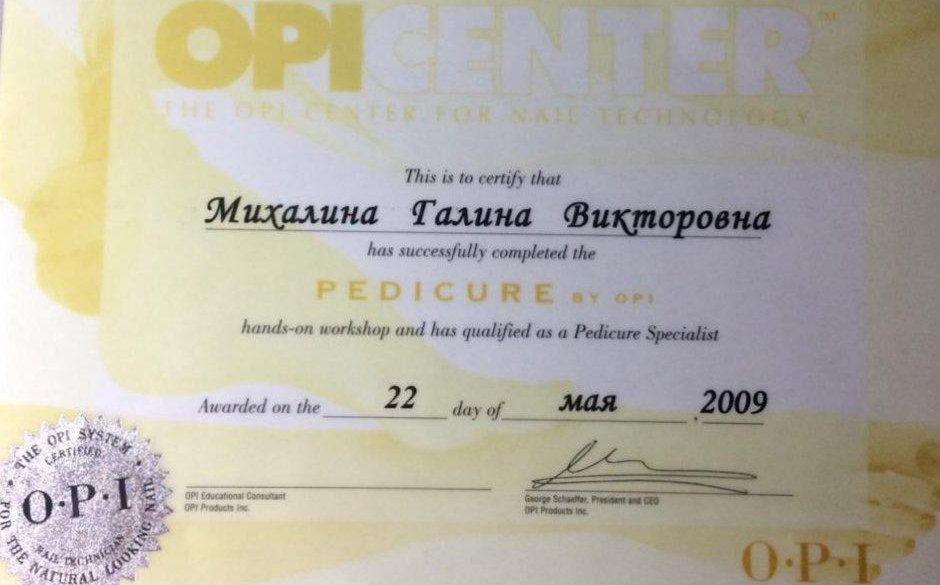 OPICENTER™
THE OPI CENTER FOR NAIL TECHNOLOGY
This is to certify that
Михалина Галина Викторовна
has successfully completed the
PEDICURE BY OPI
hands-on workshop and has qualified as a Pedicure Specialist
Awarded on the 22 day of мая , 2009
OPI Educational Consultant
OPI Products Inc.
George Schaeffer, President and CEO
OPI Products Inc.
THE OPI SYSTEM
CERTIFIED
O·P·I
NAIL TECHNICIAN
FOR THE NATURAL LOOKING NAIL
O·P·I